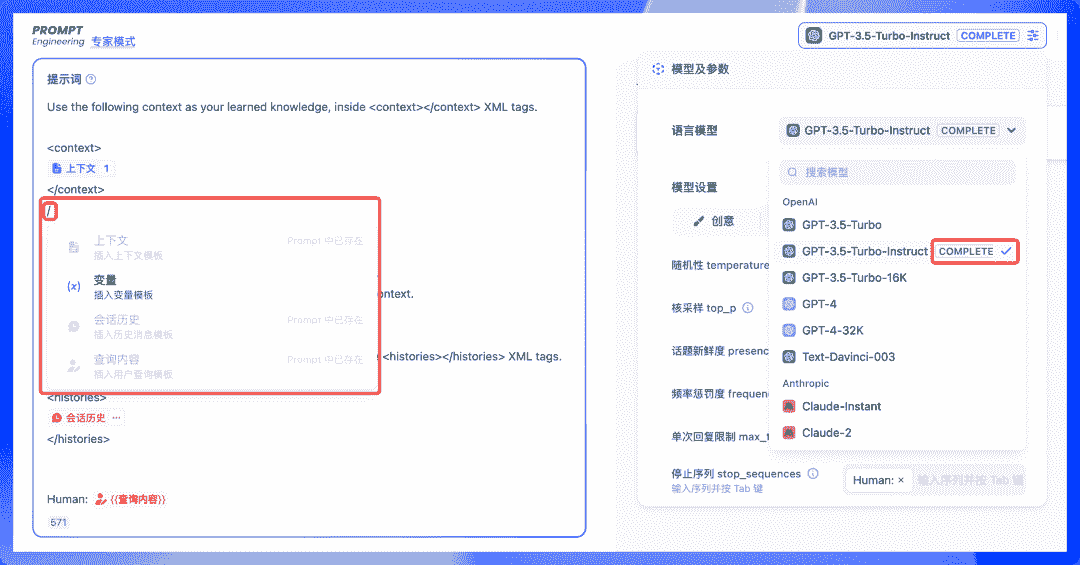 PROMPT
Engineering 专家模式
GPT-3.5-Turbo-Instruct COMPLETE
提示词
Use the following context as your learned knowledge, inside <context></context> XML tags.
<context>
上下文 1
</context>
/
上下文 Prompt 中已存在
插入上下文模板
变量
插入变量模板
ontext.
会话历史 Prompt 中已存在
插入历史消息模板
查询内容 Prompt 中已存在
插入用户查询模板
<histories></histories> XML tags.
<histories>
会话历史 ···
</histories>
Human: {{查询内容}}
571
模型及参数
语言模型 GPT-3.5-Turbo-Instruct COMPLETE
搜索模型
模型设置
创意
OpenAI
GPT-3.5-Turbo
GPT-3.5-Turbo-Instruct COMPLETE
随机性 temperature
GPT-3.5-Turbo-16K
核采样 top_p
GPT-4
GPT-4-32K
话题新鲜度 presenc
Text-Davinci-003
Anthropic
频率惩罚度 frequen
Claude-Instant
Claude-2
单次回复限制 max_t
停止序列 stop_sequences
输入序列并按 Tab 键
Human: × 输入序列并按 Tab 键